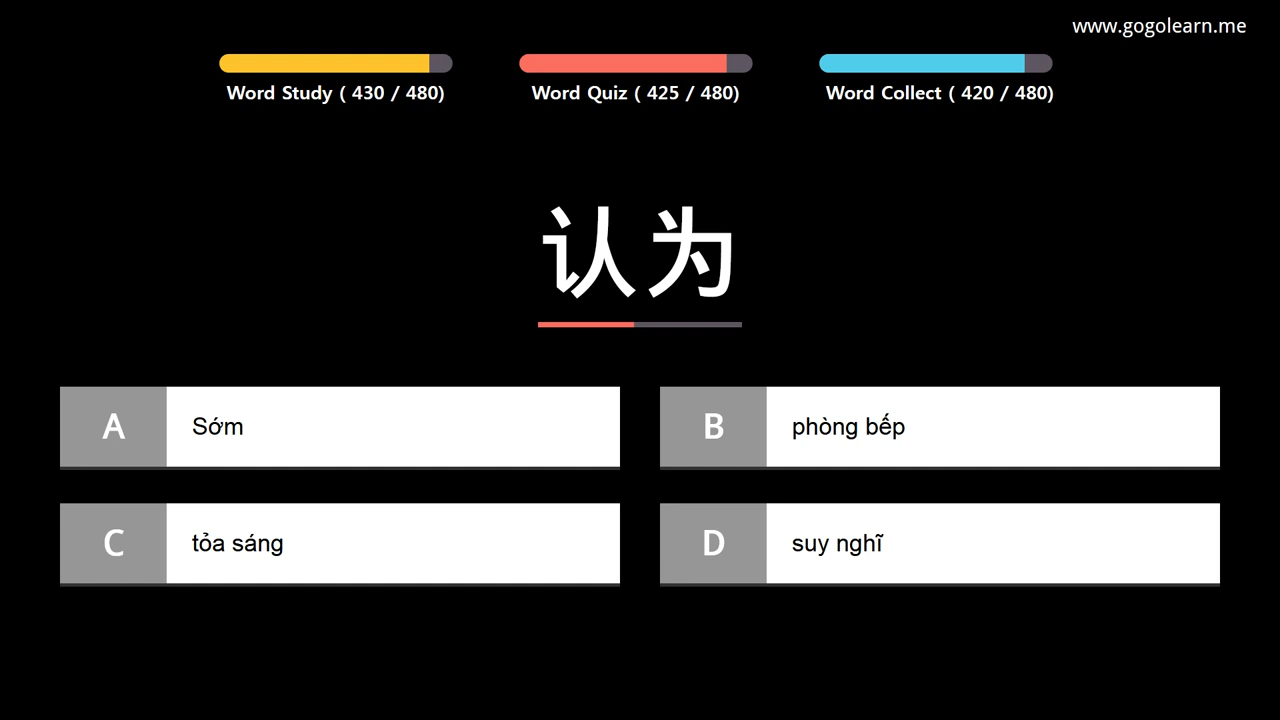 www.gogolearn.me
Word Study ( 430 / 480)
Word Quiz ( 425 / 480)
Word Collect ( 420 / 480)
认为
A
Sớm
B
phòng bếp
C
tỏa sáng
D
suy nghĩ